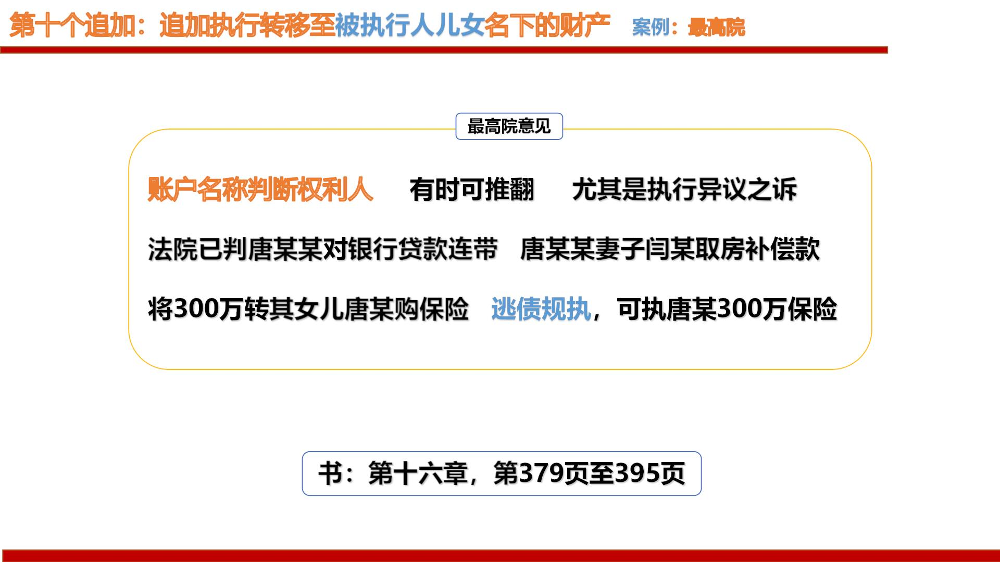 第十个追加：追加执行转移至被执行人儿女名下的财产 案例：最高院
最高院意见
账户名称判断权利人 有时可推翻 尤其是执行异议之诉
法院已判唐某某对银行贷款连带 唐某某妻子闫某取房补偿款
将300万转其女儿唐某购保险 逃债规执，可执唐某300万保险
书：第十六章，第379页至395页